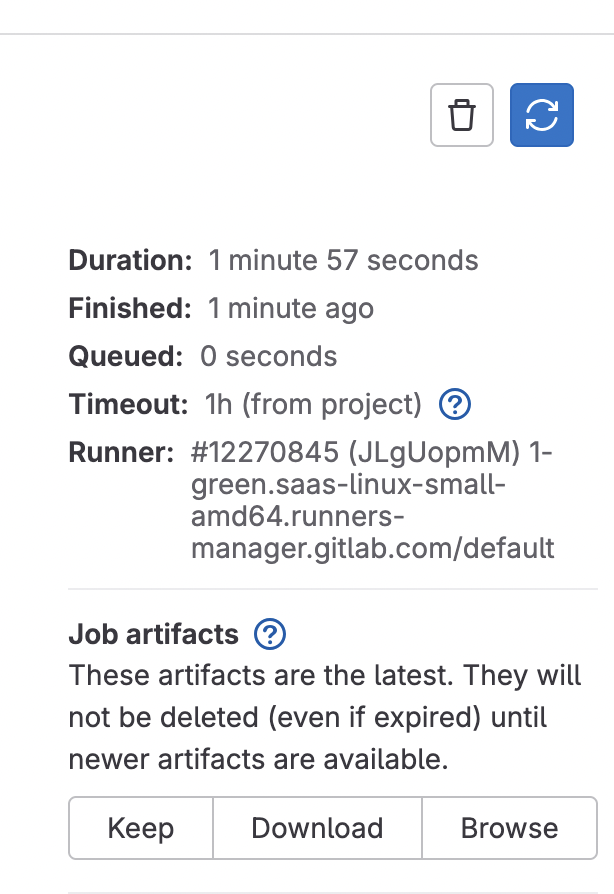 Duration: 1 minute 57 seconds
Finished: 1 minute ago
Queued: 0 seconds
Timeout: 1h (from project) ?
Runner: #12270845 (JLgUopmM) 1-
green.saas-linux-small-
amd64.runners-
manager.gitlab.com/default
Job artifacts ?
These artifacts are the latest. They will
not be deleted (even if expired) until
newer artifacts are available.
Keep Download Browse